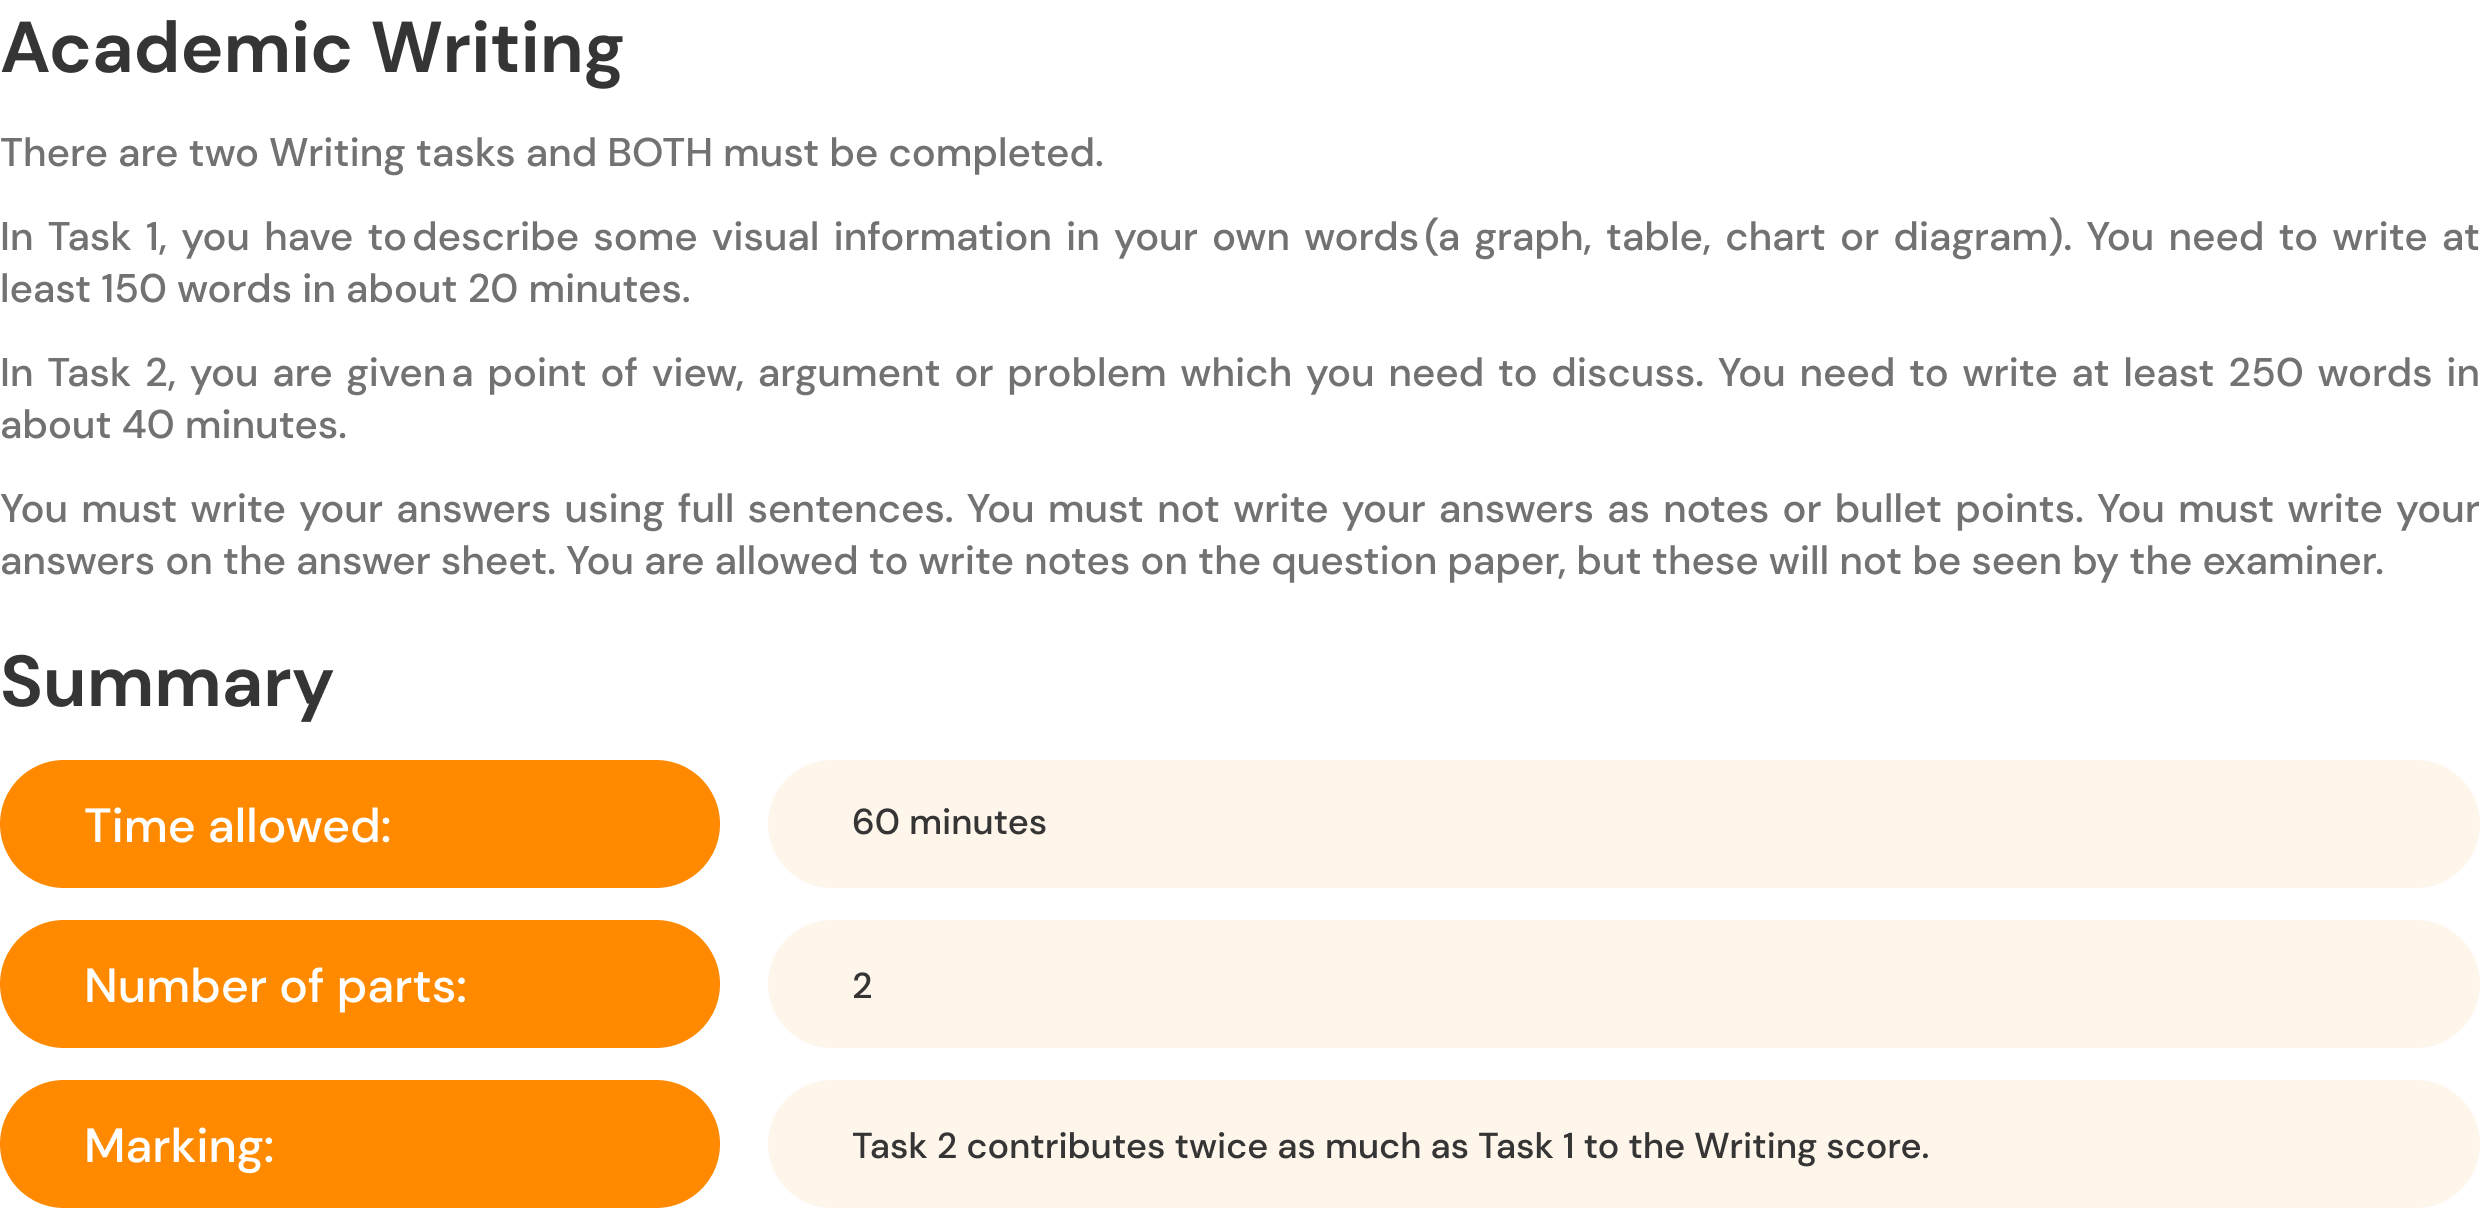 Academic Writing
There are two Writing tasks and BOTH must be completed.
In Task 1, you have to describe some visual information in your own words (a graph, table, chart or diagram). You need to write at
least 150 words in about 20 minutes.
In Task 2, you are given a point of view, argument or problem which you need to discuss. You need to write at least 250 words in
about 40 minutes.
You must write your answers using full sentences. You must not write your answers as notes or bullet points. You must write your
answers on the answer sheet. You are allowed to write notes on the question paper, but these will not be seen by the examiner.
Summary
Time allowed:
60 minutes
Number of parts:
2
Marking:
Task 2 contributes twice as much as Task 1 to the Writing score.